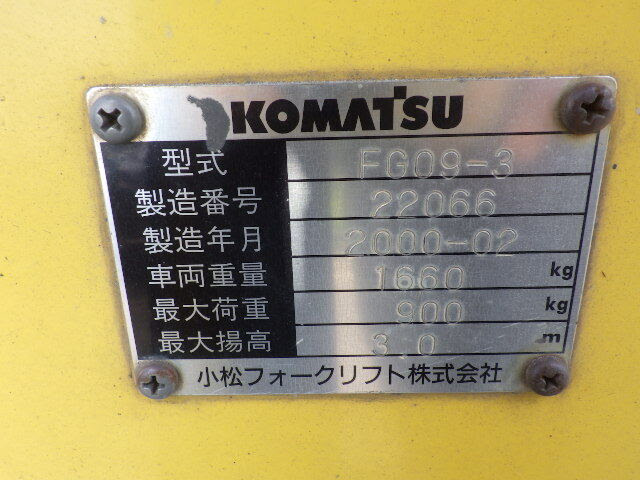 KOMATSU
型式 FG09-3
製造番号 22066
製造年月 2000-02
車両重量 1660 kg
最大荷重 900 kg
最大揚高 3.0 m
小松フォークリフト株式会社